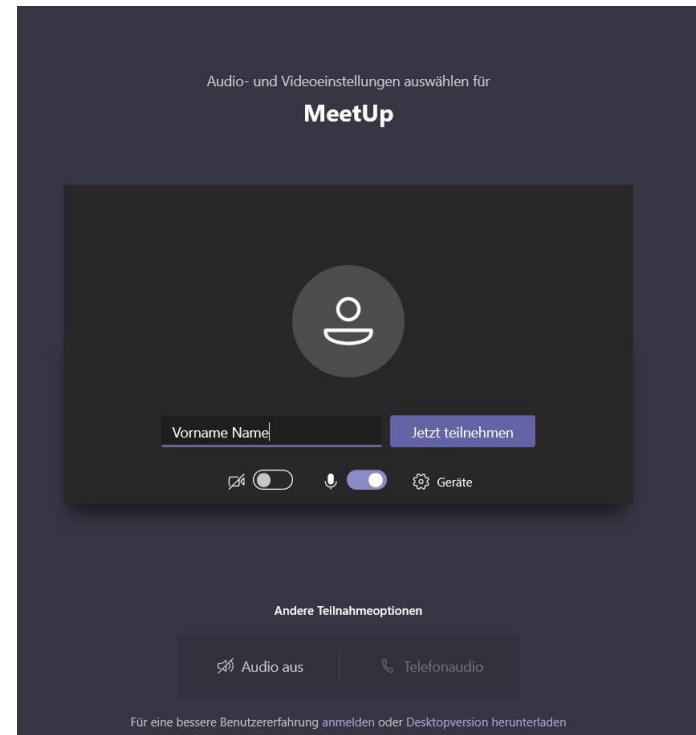 Audio- und Videoeinstellungen auswählen für
MeetUp
Vorname Name
Jetzt teilnehmen
Geräte
Andere Teilnahmeoptionen
Audio aus
Telefonaudio
Für eine bessere Benutzererfahrung anmelden oder Desktopversion herunterladen